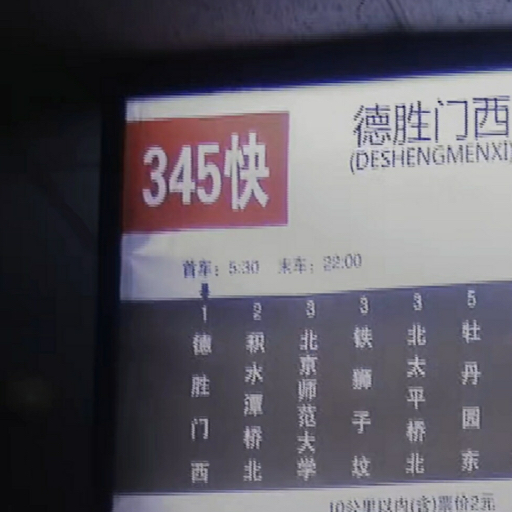 345快
德胜门西
(DESHENGMENXI)
首车：5:30 末车：22:00
1 2 3 3 3 5
德胜门西
积水潭桥北
北京师范大学
铁狮子坟
北太平桥北
牡丹园东
10公里以内(含)票价2元